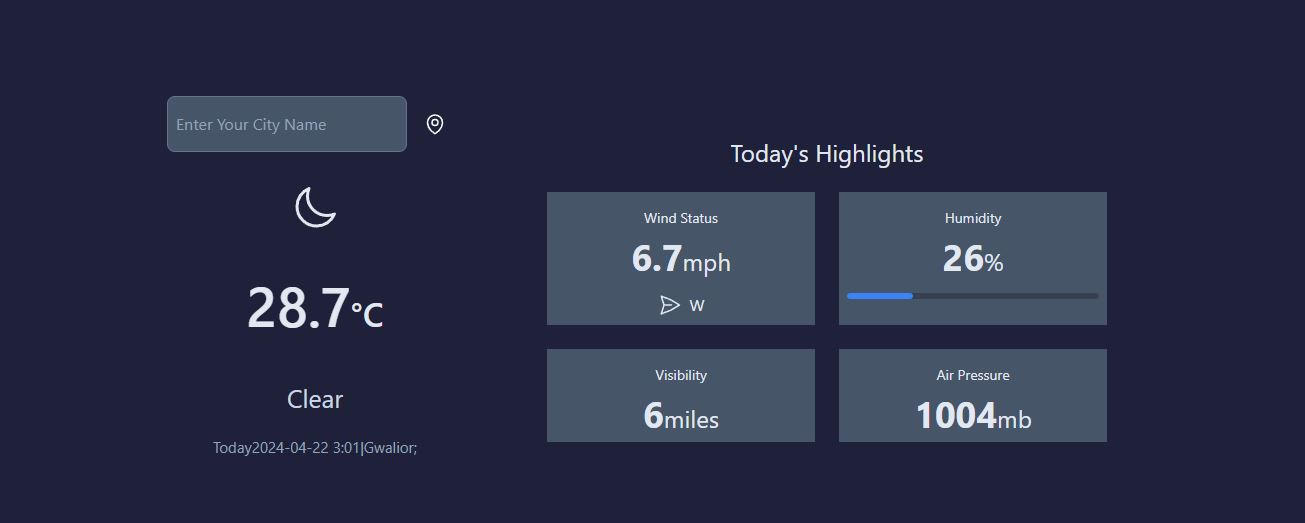 Enter Your City Name
28.7°C
Clear
Today2024-04-22 3:01|Gwalior;
Today's Highlights
Wind Status
6.7mph
W
Humidity
26%
Visibility
6miles
Air Pressure
1004mb